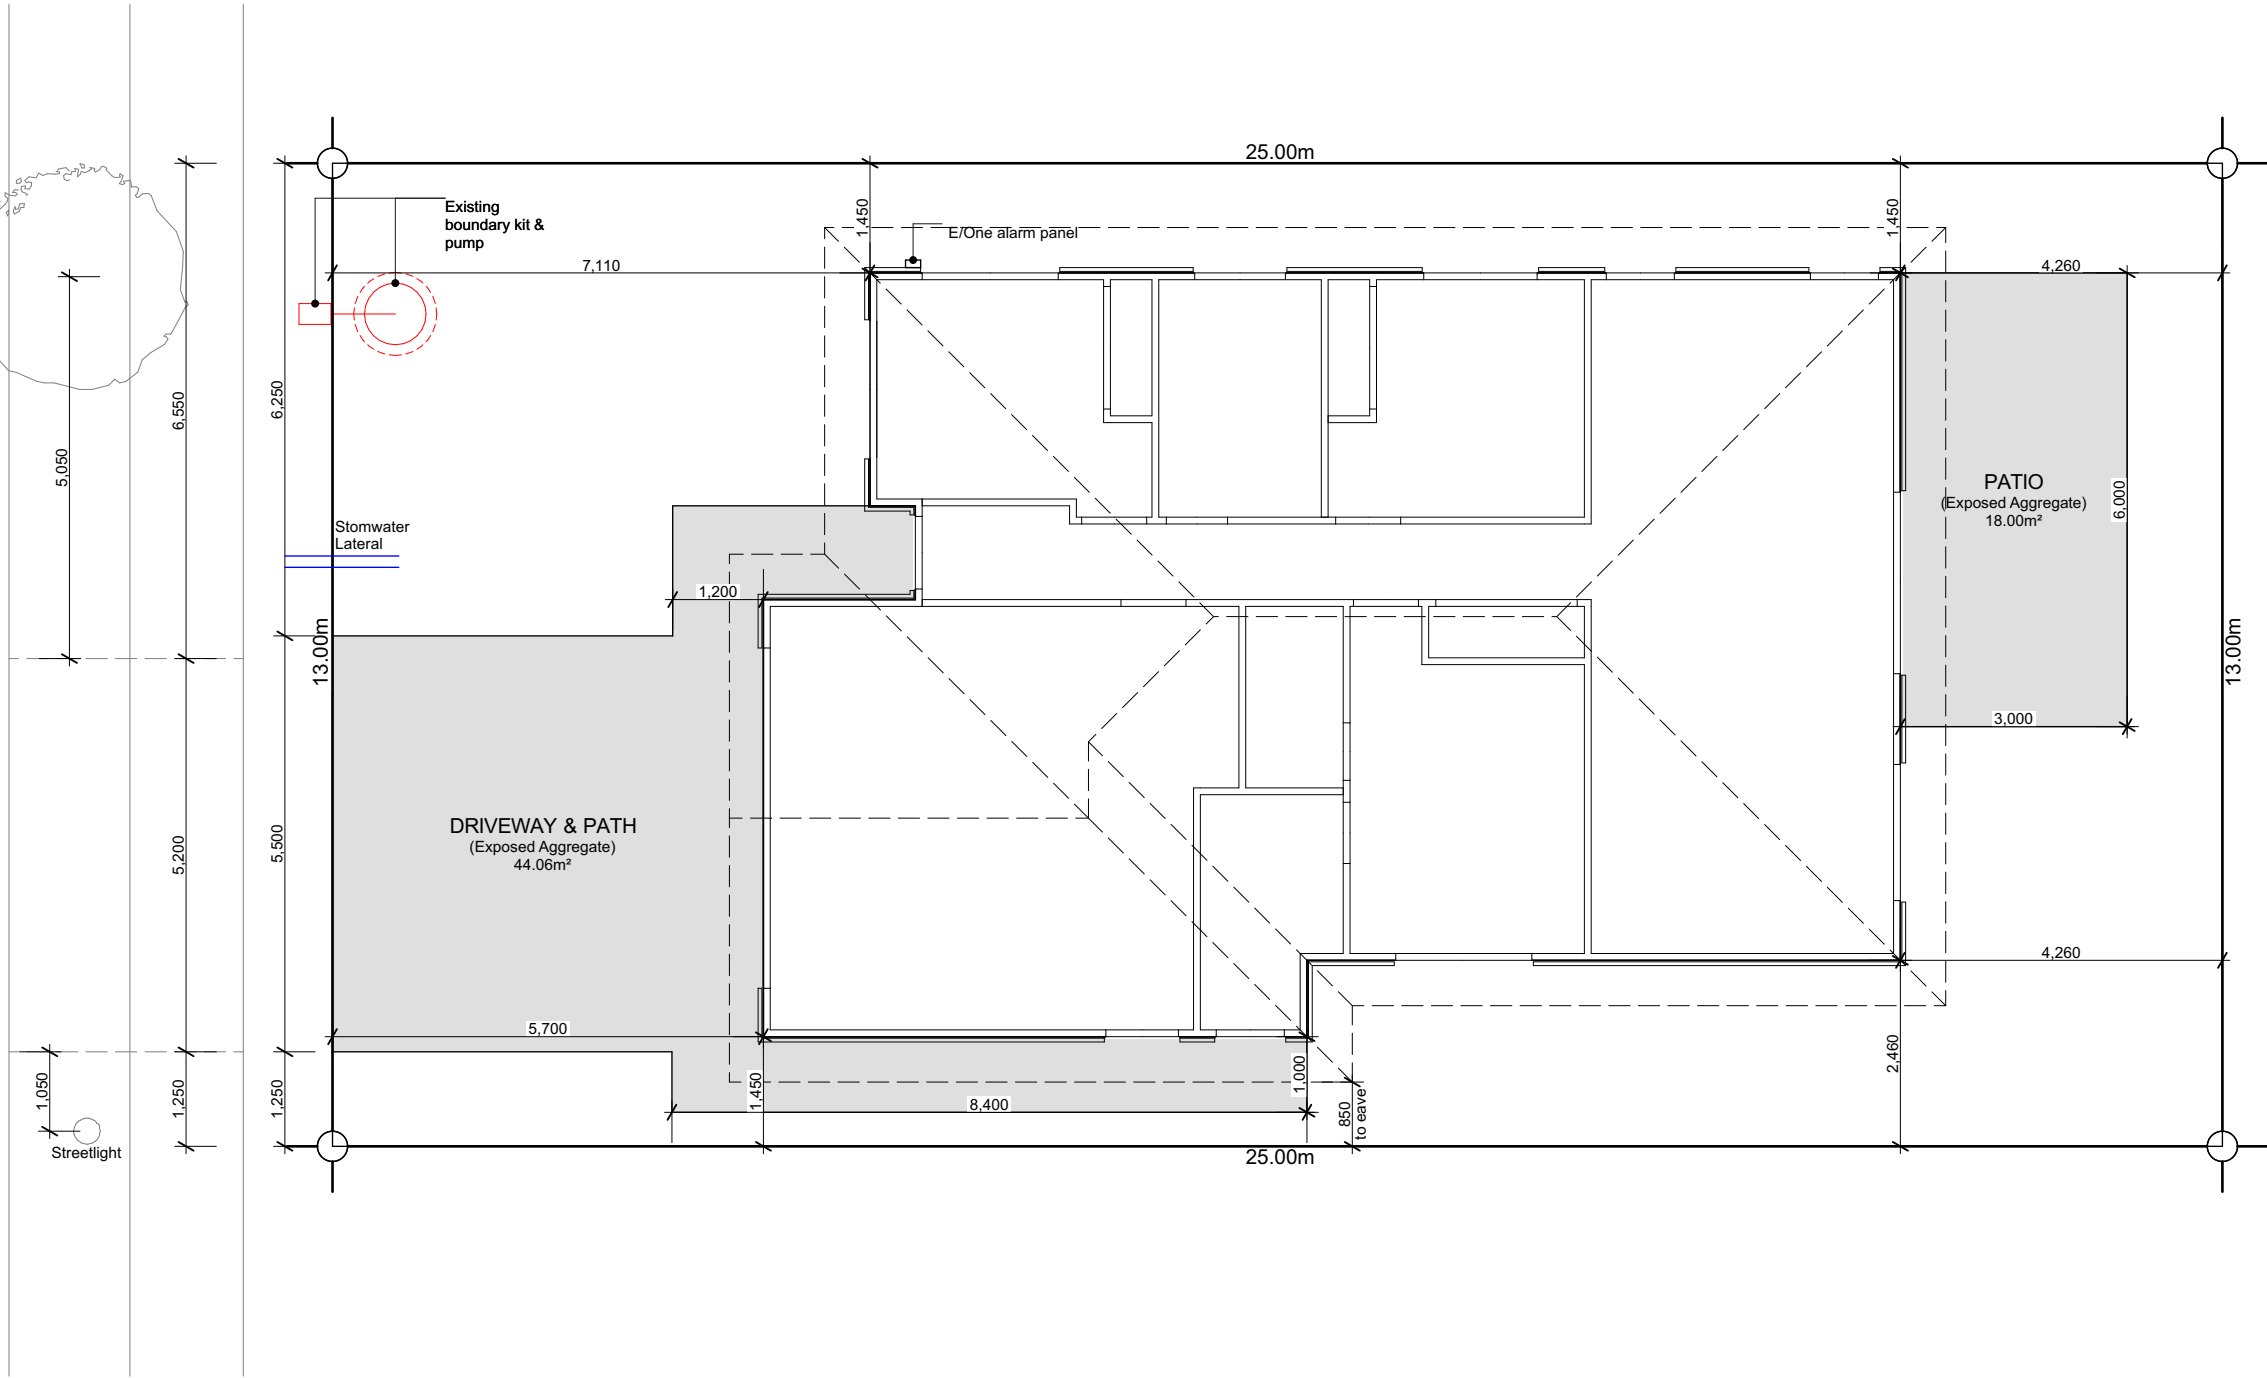 25.00m
Existing
boundary kit &
pump
1,450
E/One alarm panel
1,450
7,110
4,260
6,250
6,550
5,050
PATIO
(Exposed Aggregate)
18.00m²
6,000
Stomwater
Lateral
1,200
13.00m
13.00m
3,000
DRIVEWAY & PATH
(Exposed Aggregate)
44.06m²
5,500
5,200
4,260
5,700
1,050
1,250
1,250
1,450
1,000
2,460
8,400
850
to eave
Streetlight
25.00m